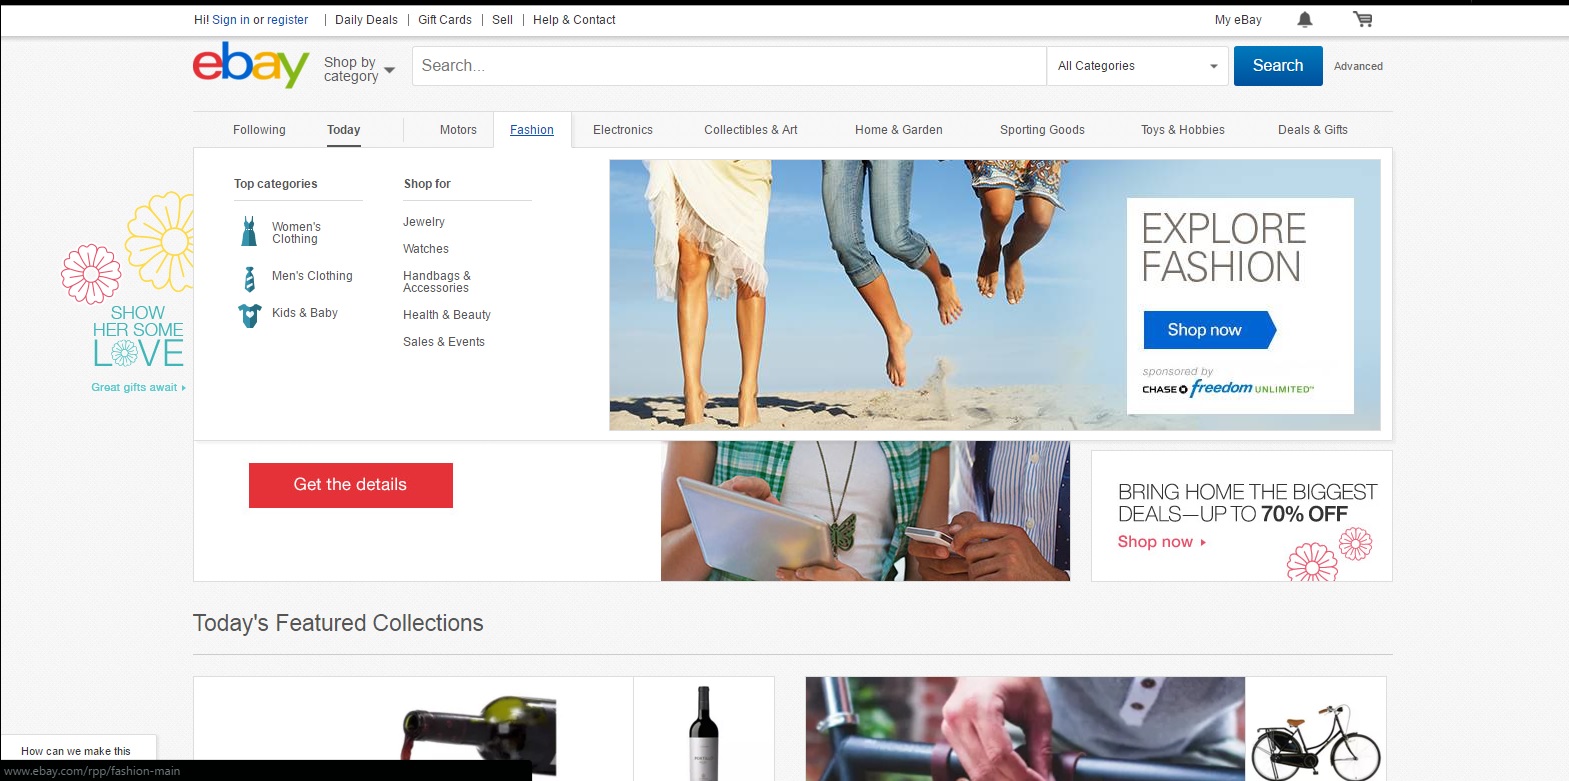 Hi! Sign in or register | Daily Deals | Gift Cards | Sell | Help & Contact
My eBay
ebay
Shop by
category
Search...
All Categories
Search
Advanced
Following
Today
Motors
Fashion
Electronics
Collectibles & Art
Home & Garden
Sporting Goods
Toys & Hobbies
Deals & Gifts
SHOW
HER SOME
LOVE
Great gifts await
Top categories
Women's
Clothing
Men's Clothing
Kids & Baby
Shop for
Jewelry
Watches
Handbags &
Accessories
Health & Beauty
Sales & Events
EXPLORE
FASHION
Shop now
sponsored by
CHASE freedom UNLIMITED
Get the details
BRING HOME THE BIGGEST
DEALS—UP TO 70% OFF
Shop now
Today's Featured Collections
How can we make this
www.ebay.com/rpp/fashion-main